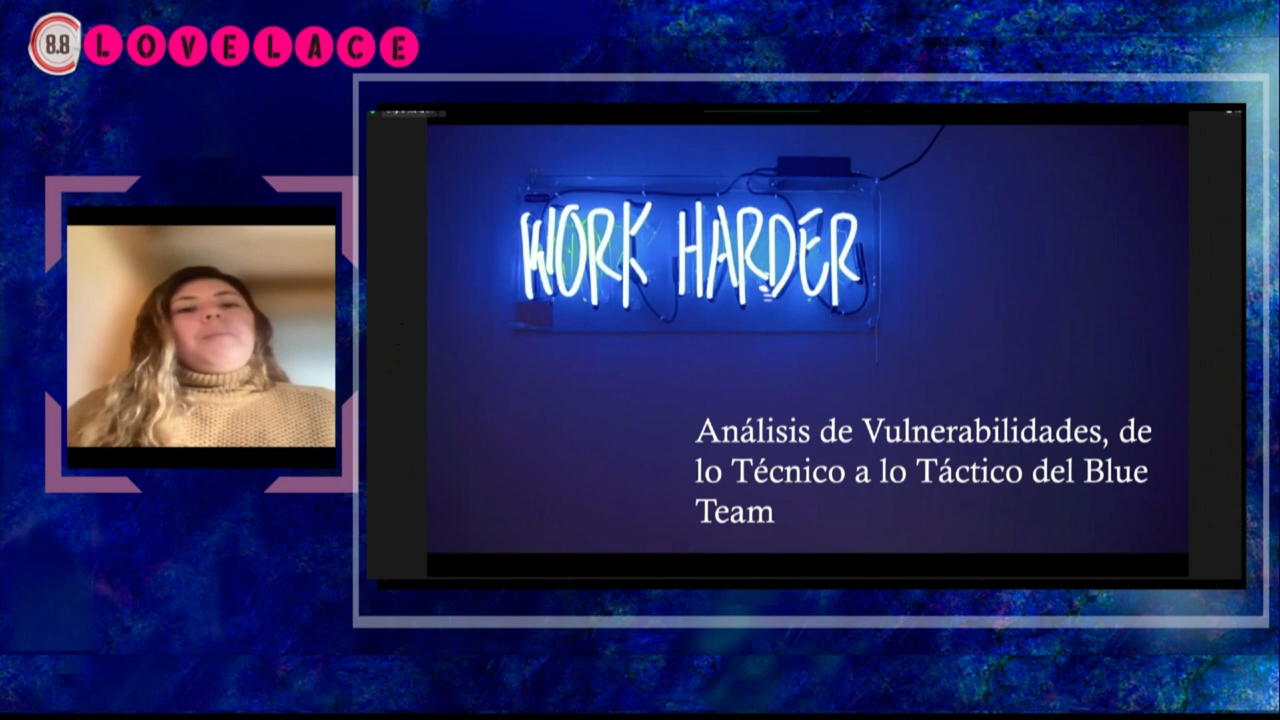 8.8
LOVELACE
WORK HARDER
Análisis de Vulnerabilidades, de
lo Técnico a lo Táctico del Blue
Team